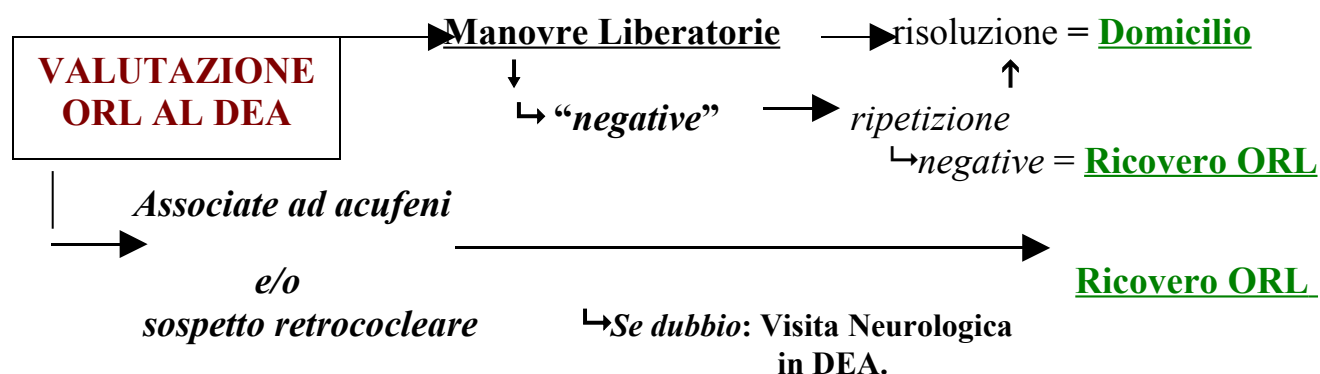 Manovre Liberatorie risoluzione = Domicilio
VALUTAZIONE
ORL AL DEA
“negative” ripetizione
negative = Ricovero ORL
Associate ad acufeni
e/o Ricovero ORL
sospetto retrococleare Se dubbio: Visita Neurologica
in DEA.